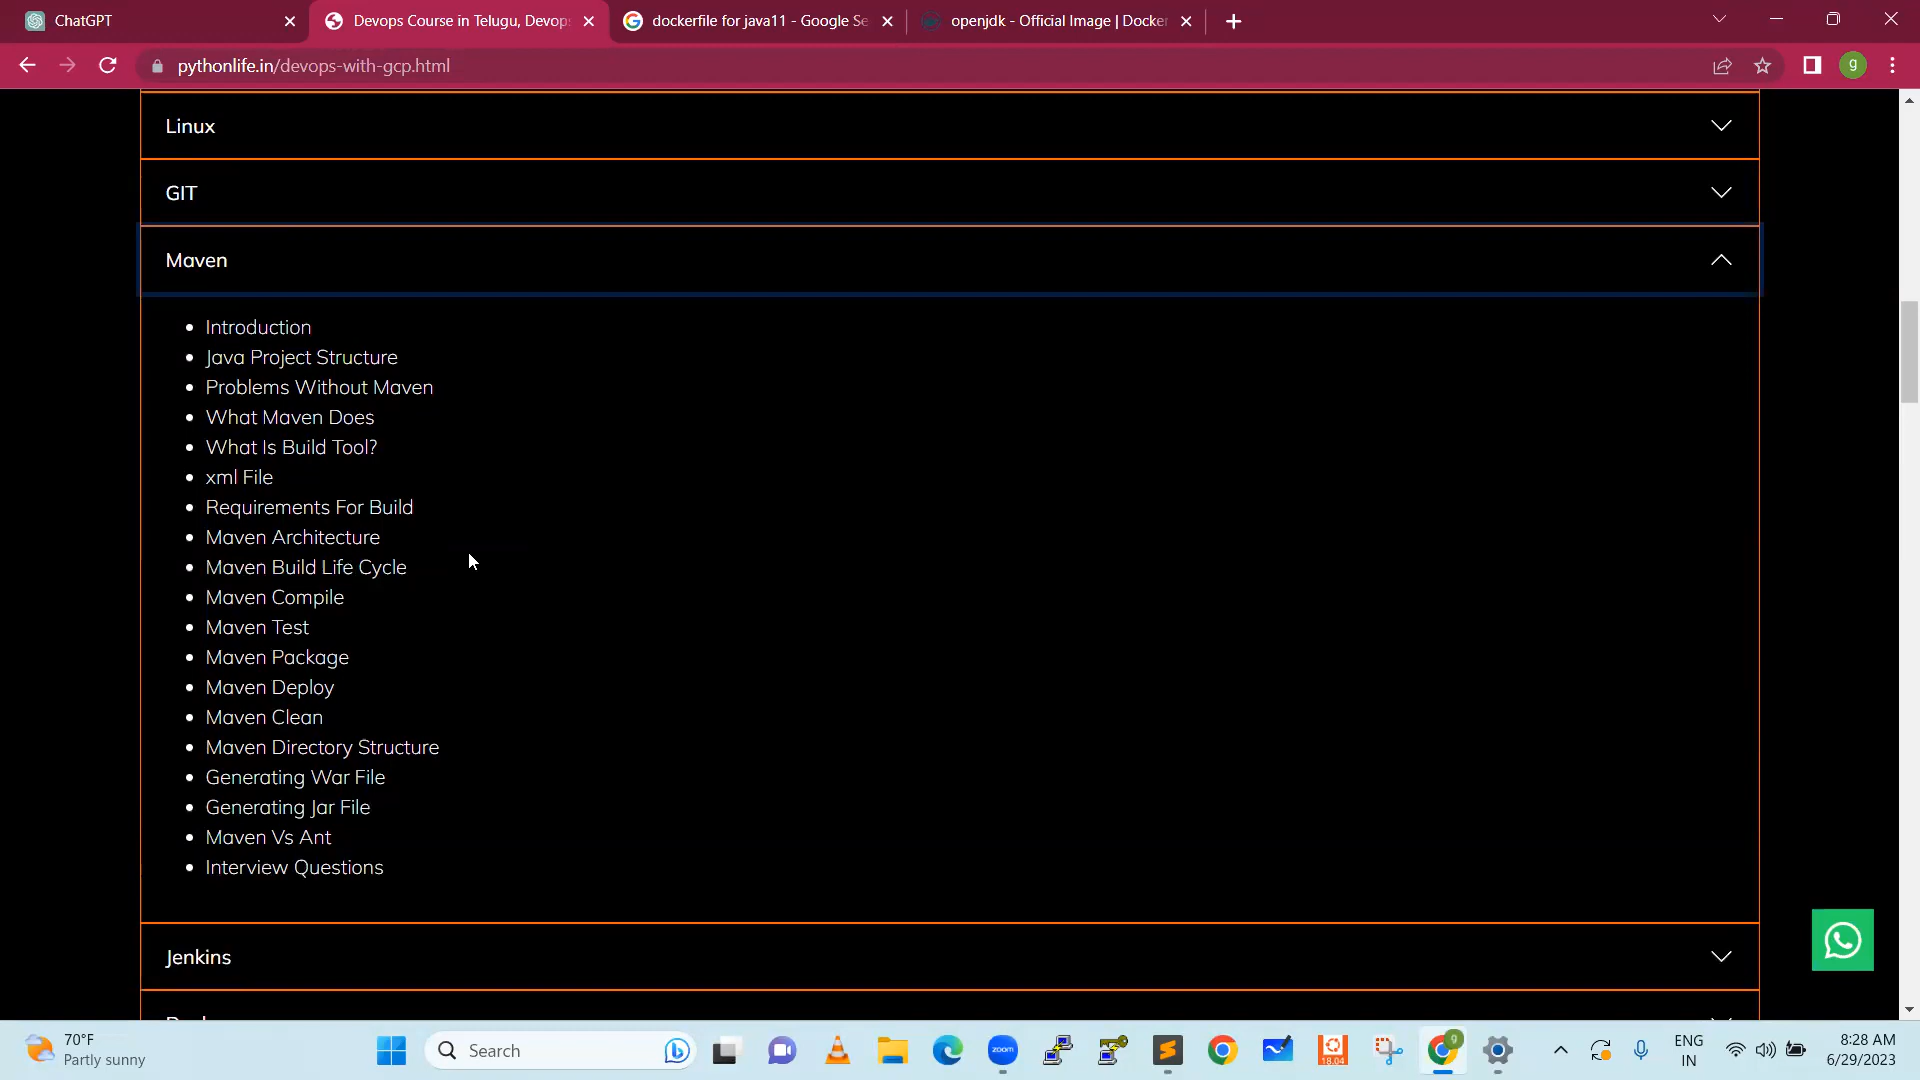 ChatGPT
Devops Course in Telugu, Devop
dockerfile for java11 - Google Se
openjdk - Official Image | Docker
pythonlife.in/devops-with-gcp.html
g
Linux
GIT
Maven
Introduction
Java Project Structure
Problems Without Maven
What Maven Does
What Is Build Tool?
xml File
Requirements For Build
Maven Architecture
Maven Build Life Cycle
Maven Compile
Maven Test
Maven Package
Maven Deploy
Maven Clean
Maven Directory Structure
Generating War File
Generating Jar File
Maven Vs Ant
Interview Questions
Jenkins
70°F
Partly sunny
Search
zoom
18.04
9
ENG
IN
8:28 AM
6/29/2023